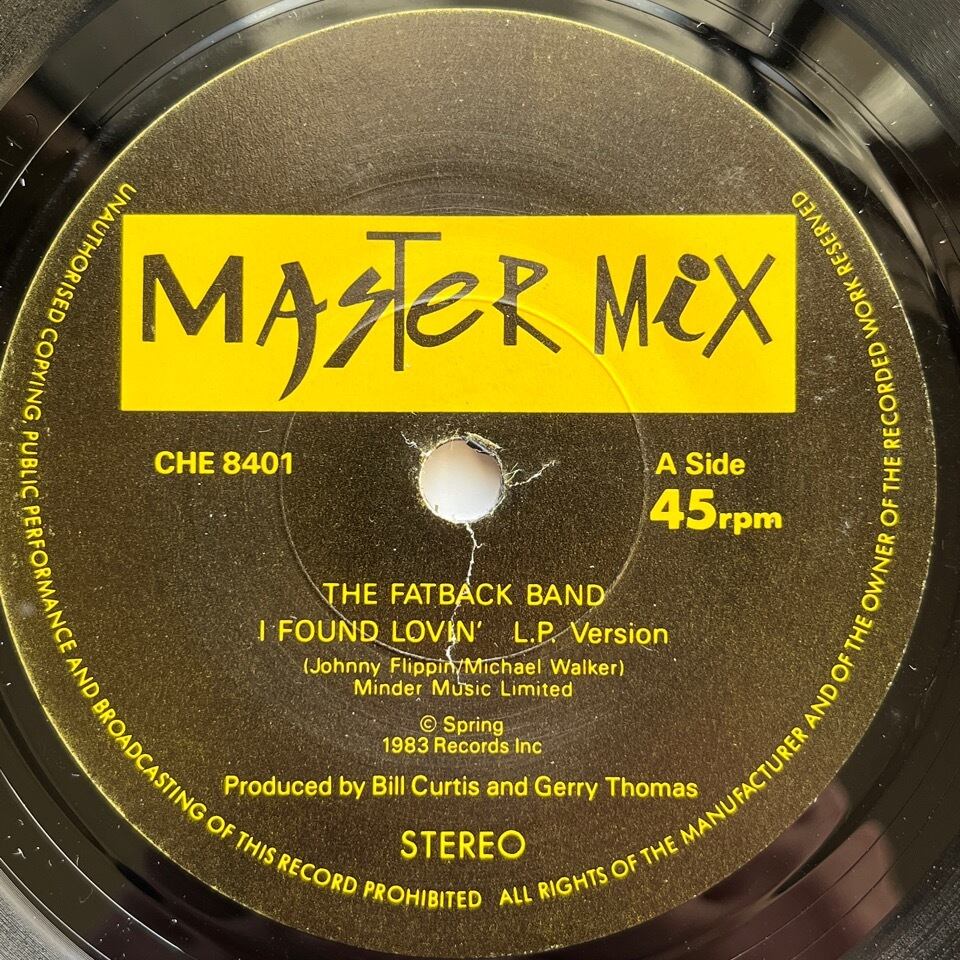 MASTER MiX
CHE 8401
A Side
45rpm
THE FATBACK BAND
I FOUND LOVIN' L.P. Version
(Johnny Flippin/Michael Walker)
Minder Music Limited
© Spring
1983 Records Inc
Produced by Bill Curtis and Gerry Thomas
STEREO
UNAUTHORISED COPYING, PUBLIC PERFORMANCE AND BROADCASTING OF THIS RECORD PROHIBITED ALL RIGHTS OF THE MANUFACTURER AND OF THE OWNER OF THE RECORDED WORK RESERVED